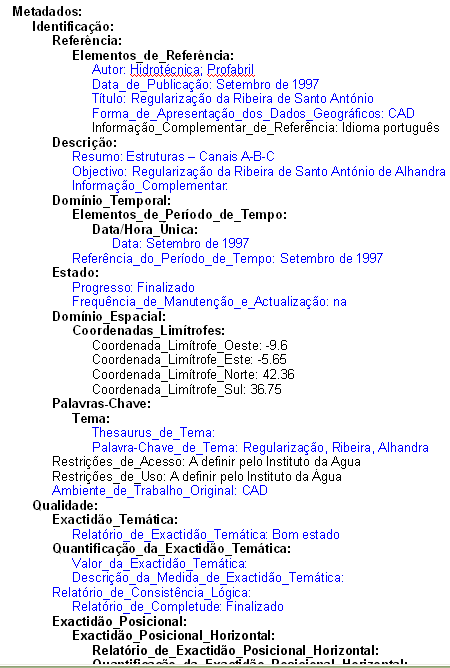 Metadados:
Identificação:
Referência:
Elementos_de_Referência:
Autor: Hidrotécnica; Profabril
Data_de_Publicação: Setembro de 1997
Título: Regularização da Ribeira de Santo António
Forma_de_Apresentação_dos_Dados_Geográficos: CAD
Informação_Complementar_de_Referência: Idioma português
Descrição:
Resumo: Estruturas – Canais A-B-C
Objectivo: Regularização da Ribeira de Santo António de Alhandra
Informação_Complementar:
Domínio_Temporal:
Elementos_de_Período_de_Tempo:
Data/Hora_Única:
Data: Setembro de 1997
Referência_do_Período_de_Tempo: Setembro de 1997
Estado:
Progresso: Finalizado
Frequência_de_Manutenção_e_Actualização: na
Domínio_Espacial:
Coordenadas_Limítrofes:
Coordenada_Limítrofe_Oeste: -9.6
Coordenada_Limítrofe_Este: -5.65
Coordenada_Limítrofe_Norte: 42.36
Coordenada_Limítrofe_Sul: 36.75
Palavras-Chave:
Tema:
Thesaurus_de_Tema:
Palavra-Chave_de_Tema: Regularização, Ribeira, Alhandra
Restrições_de_Acesso: A definir pelo Instituto da Água
Restrições_de_Uso: A definir pelo Instituto da Água
Ambiente_de_Trabalho_Original: CAD
Qualidade:
Exactidão_Temática:
Relatório_de_Exactidão_Temática: Bom estado
Quantificação_da_Exactidão_Temática:
Valor_da_Exactidão_Temática:
Descrição_da_Medida_de_Exactidão_Temática:
Relatório_de_Consistência_Lógica:
Relatório_de_Completude: Finalizado
Exactidão_Posicional:
Exactidão_Posicional_Horizontal:
Relatório_de_Exactidão_Posicional_Horizontal:
Quantificação_da_Exactidão_Posicional_Horizontal: